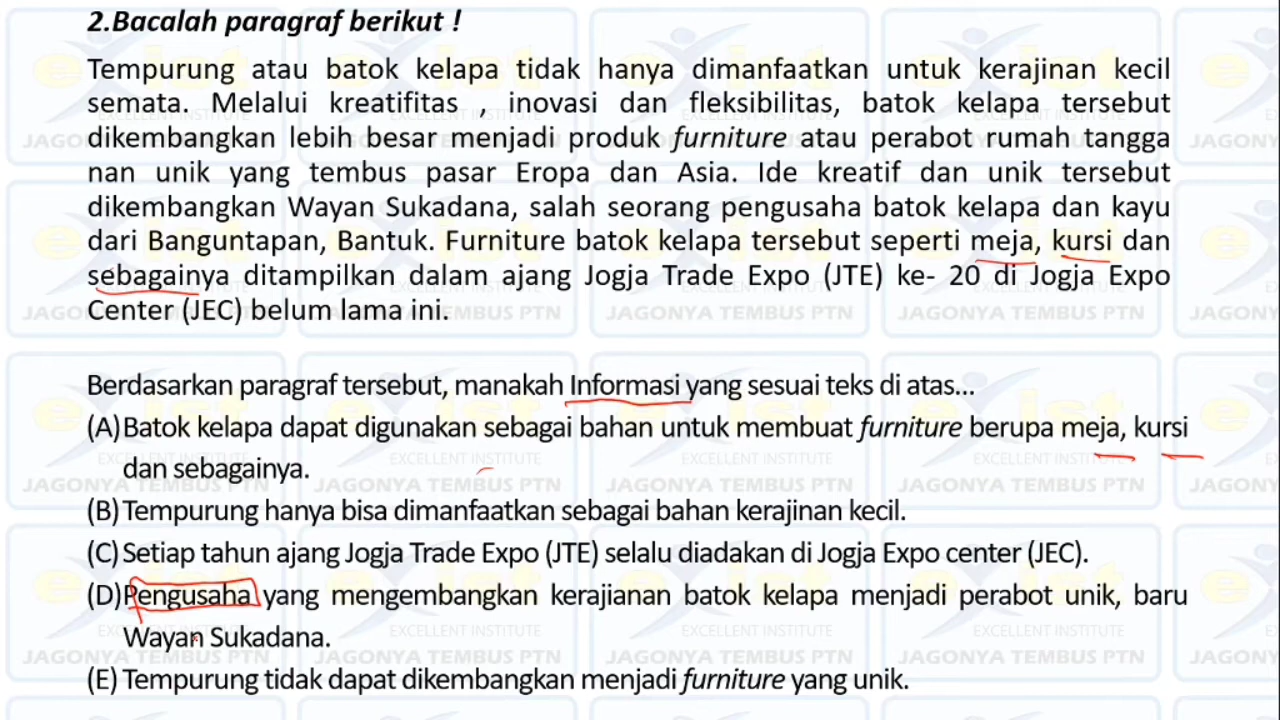 2.Bacalah paragraf berikut !
Tempurung atau batok kelapa tidak hanya dimanfaatkan untuk kerajinan kecil
semata. Melalui kreatifitas , inovasi dan fleksibilitas, batok kelapa tersebut
dikembangkan lebih besar menjadi produk furniture atau perabot rumah tangga
nan unik yang tembus pasar Eropa dan Asia. Ide kreatif dan unik tersebut
dikembangkan Wayan Sukadana, salah seorang pengusaha batok kelapa dan kayu
dari Banguntapan, Bantuk. Furniture batok kelapa tersebut seperti meja, kursi dan
sebagainya ditampilkan dalam ajang Jogja Trade Expo (JTE) ke- 20 di Jogja Expo
Center (JEC) belum lama ini.
Berdasarkan paragraf tersebut, manakah Informasi yang sesuai teks di atas...
(A)Batok kelapa dapat digunakan sebagai bahan untuk membuat furniture berupa meja, kursi
dan sebagainya.
(B)Tempurung hanya bisa dimanfaatkan sebagai bahan kerajinan kecil.
(C)Setiap tahun ajang Jogja Trade Expo (JTE) selalu diadakan di Jogja Expo center (JEC).
(D)Pengusaha yang mengembangkan kerajianan batok kelapa menjadi perabot unik, baru
Wayan Sukadana.
(E) Tempurung tidak dapat dikembangkan menjadi furniture yang unik.